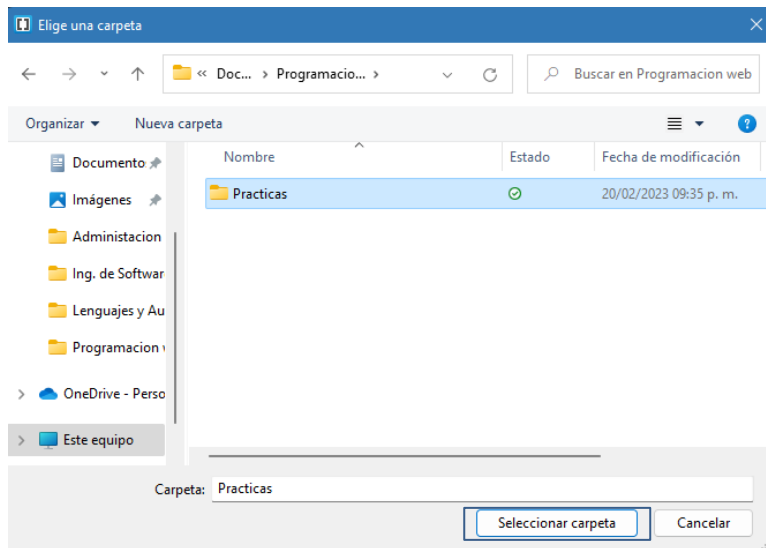 Elige una carpeta
« Doc... > Programacio... >
Buscar en Programacion web
Organizar
Nueva carpeta
Nombre
Estado
Fecha de modificación
Documento
Imágenes
Administacion
Ing. de Softwar
Lenguajes y Au
Programacion
OneDrive - Perso
Este equipo
Practicas
20/02/2023 09:35 p. m.
Carpeta: Practicas
Seleccionar carpeta
Cancelar